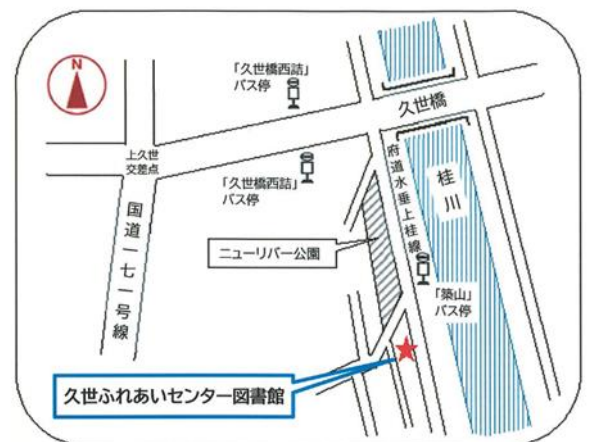 N
「久世橋西詰」
バス停
久世橋
上久世
交差点
「久世橋西詰」
バス停
府道水垂上桂線
桂川
国道一七一号線
ニューリバー公園
「築山」
バス停
久世ふれあいセンター図書館